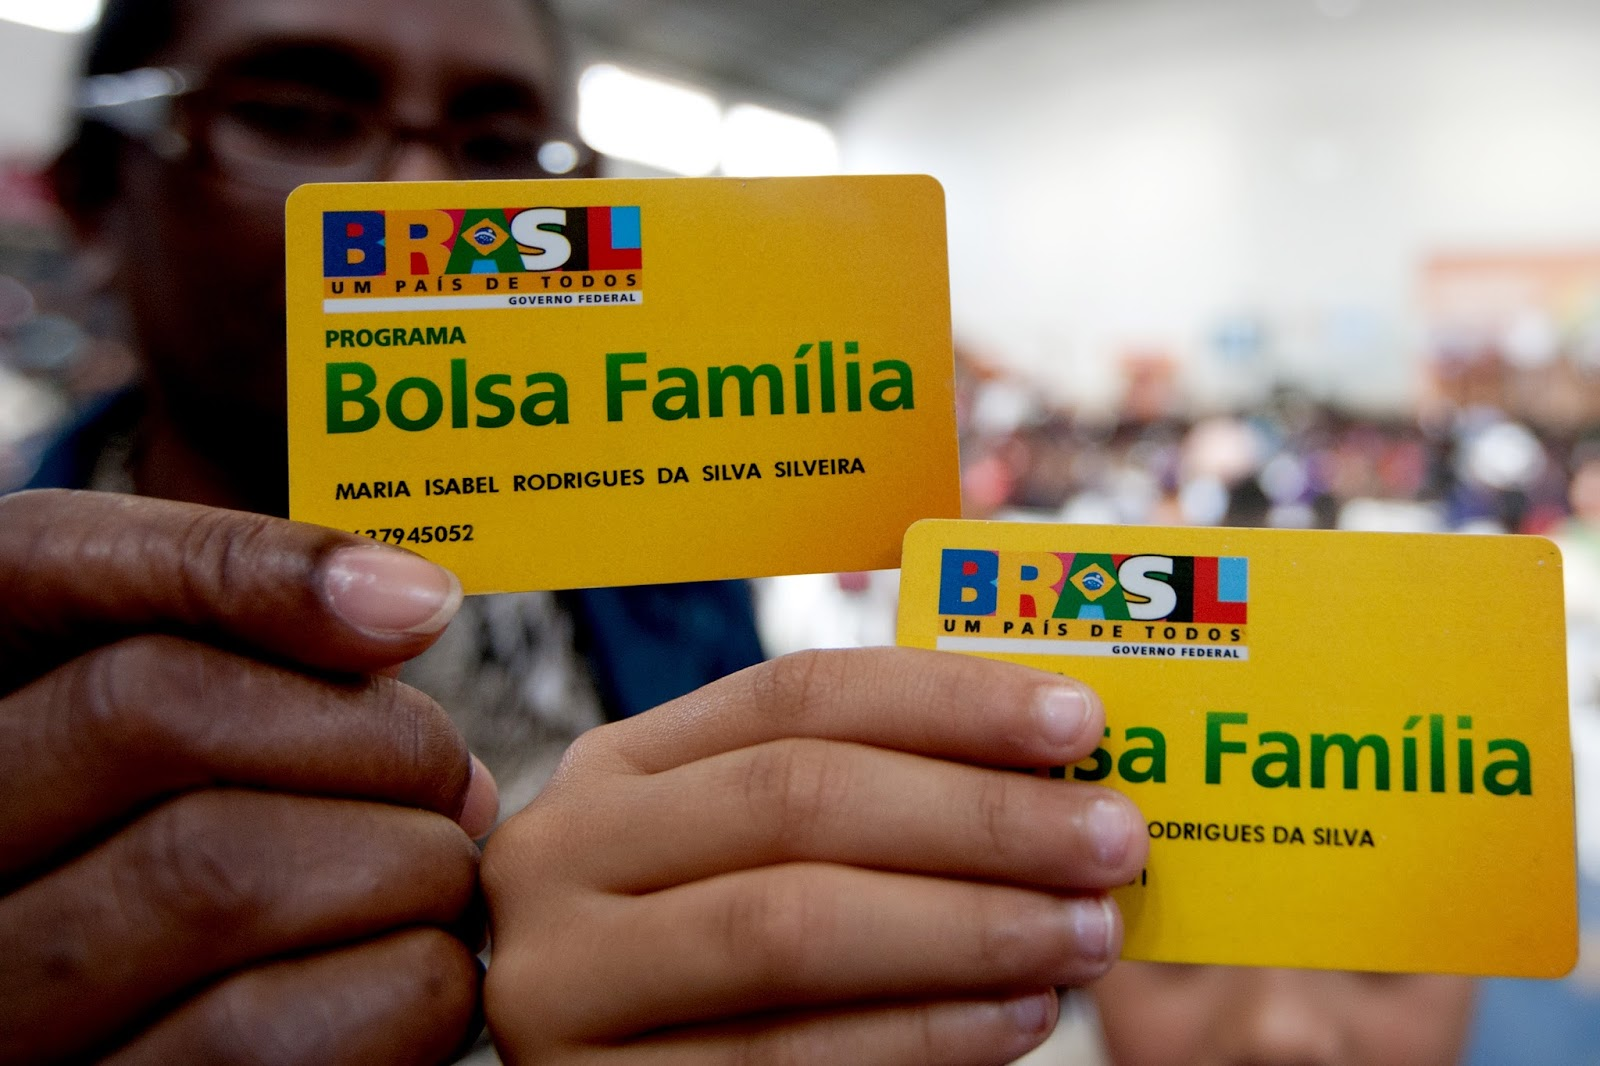 BRASIL
UM PAÍS DE TODOS
GOVERNO FEDERAL
PROGRAMA
Bolsa Família
MARIA ISABEL RODRIGUES DA SILVA SILVEIRA
37945052
BRASIL
UM PAÍS DE TODOS
GOVERNO FEDERAL
sa Família
ODRIGUES DA SILVA